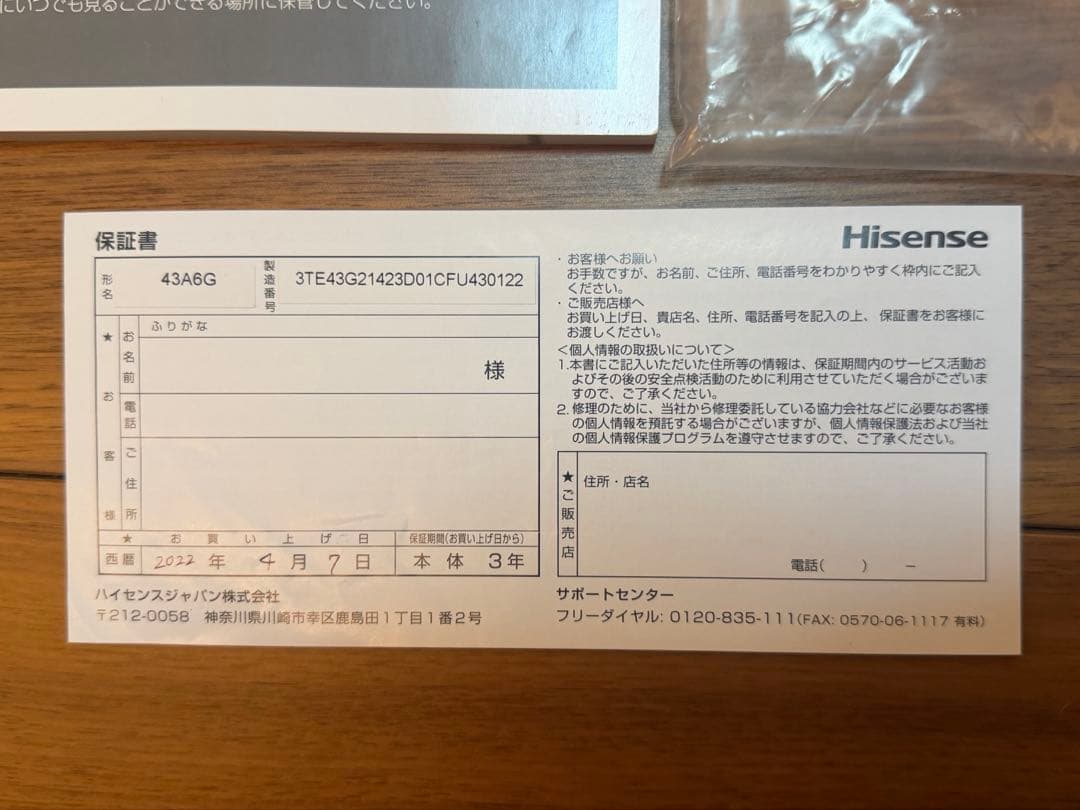 にいつでも見ることができる場所に保管してください。
保証書
形名 43A6G 製造番号 3TE43G21423D01CFU430122
★お客様
ふりがな
お名前 様
電話
ご住所
★ お買い上げ日 保証期間(お買い上げ日から)
西暦 2022 年 4 月 7 日 本体 3年
ハイセンスジャパン株式会社
〒212-0058 神奈川県川崎市幸区鹿島田1丁目1番2号
Hisense
・お客様へお願い
お手数ですが、お名前、ご住所、電話番号をわかりやすく枠内にご記入
ください。
・ご販売店様へ
お買い上げ日、貴店名、住所、電話番号を記入の上、保証書をお客様に
お渡しください。
<個人情報の取扱いについて>
1.本書にご記入いただいた住所等の情報は、保証期間内のサービス活動お
よびその後の安全点検活動のために利用させていただく場合がございま
すので、ご了承ください。
2.修理のために、当社から修理委託している協力会社などに必要なお客様
の個人情報を預託する場合がございますが、個人情報保護法および当社
の個人情報保護プログラムを遵守させますので、ご了承ください。
★ご販売店
住所・店名
電話( ) −
サポートセンター
フリーダイヤル: 0120-835-111(FAX: 0570-06-1117 有料)